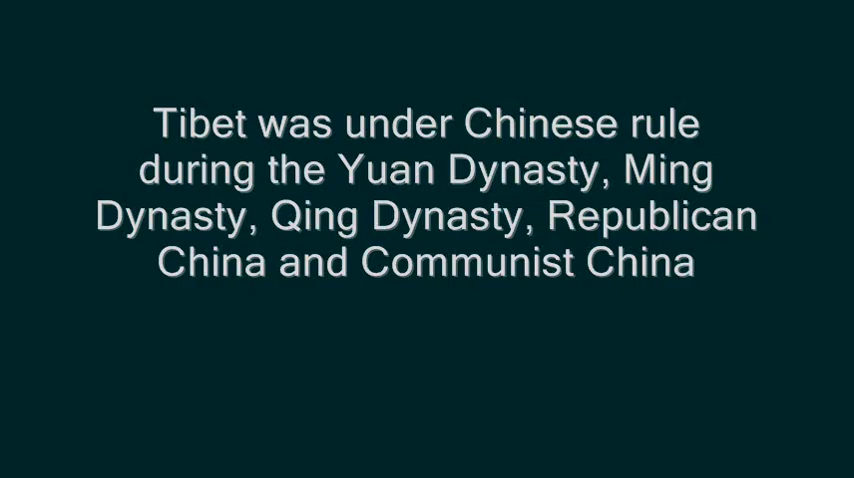 Tibet was under Chinese rule
during the Yuan Dynasty, Ming
Dynasty, Qing Dynasty, Republican
China and Communist China